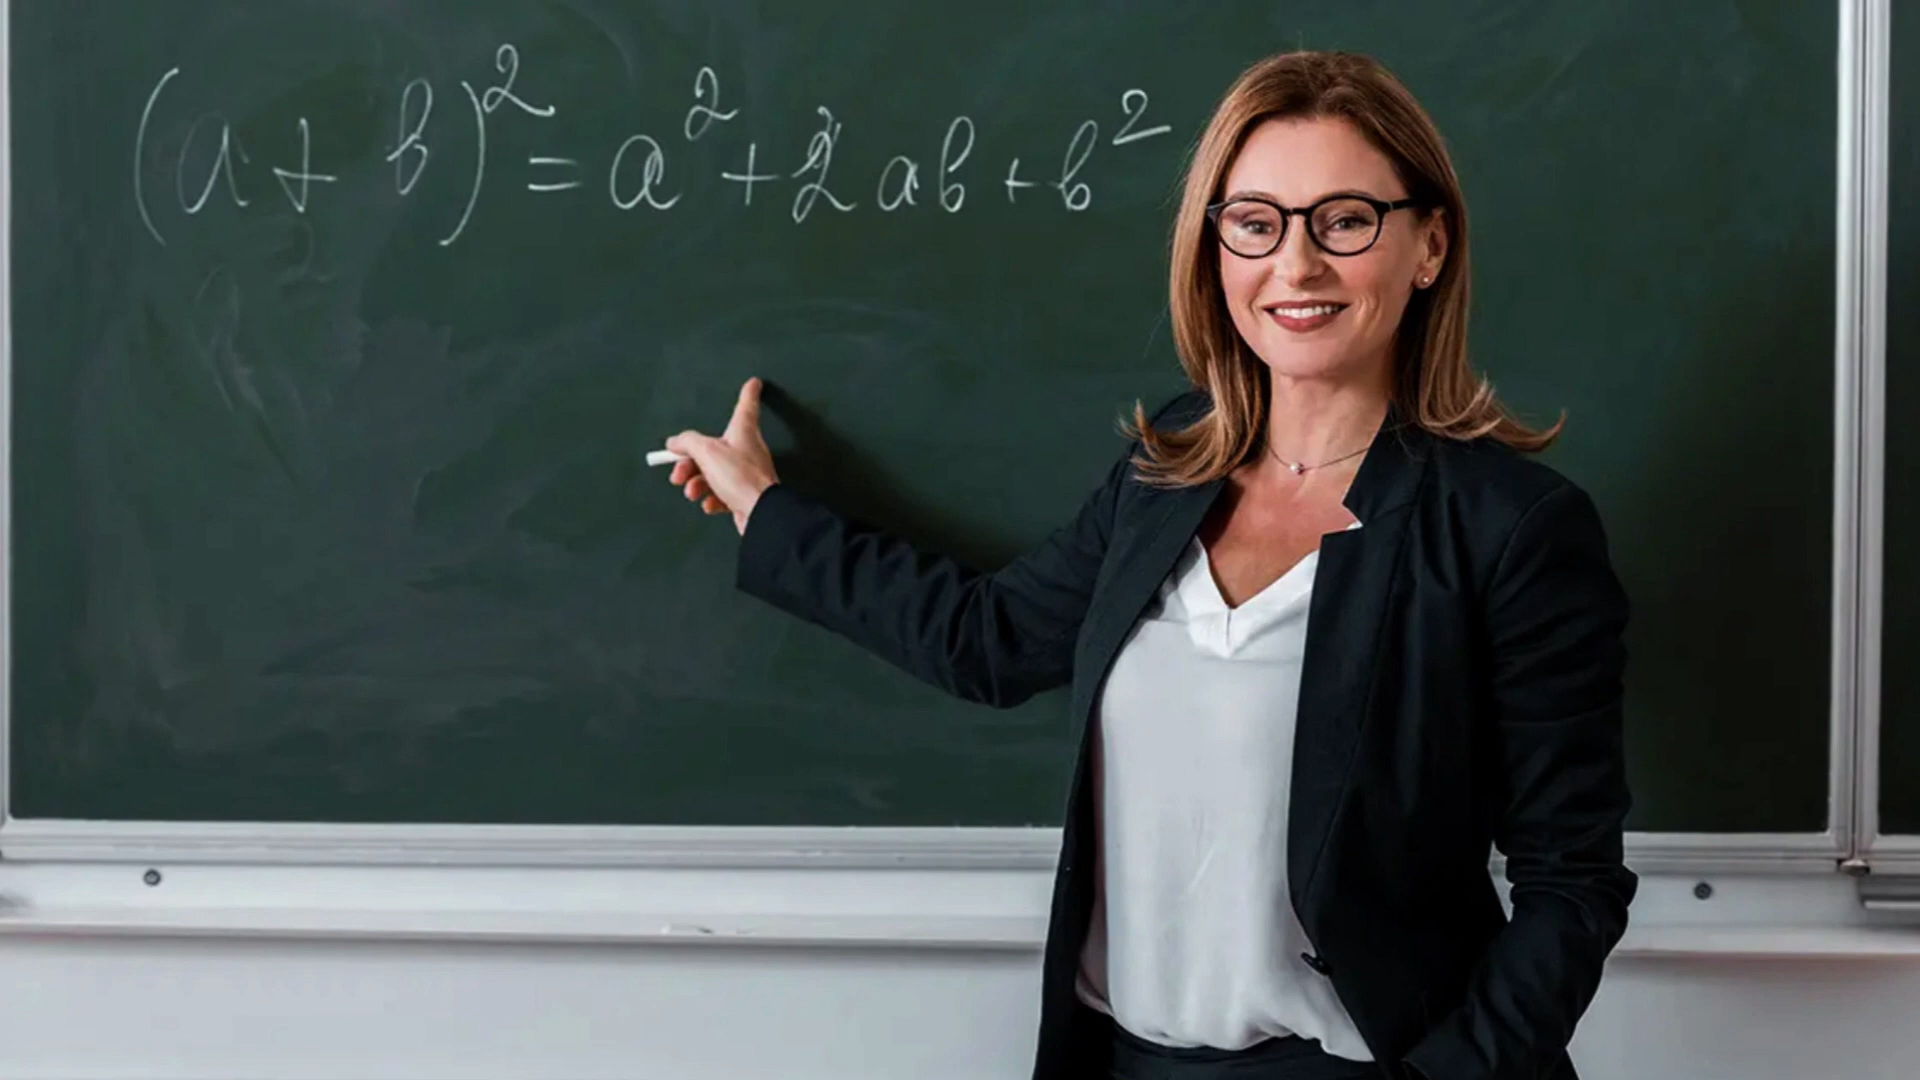 (a + b)² = a² + 2ab + b²